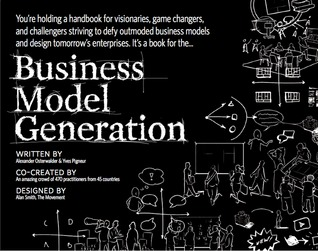 You're holding a handbook for visionaries, game changers,
and challengers striving to defy outmoded business models
and design tomorrow's enterprises. It's a book for the...
Business
Model
Generation
WRITTEN BY
Alexander Osterwalder & Yves Pigneur
CO-CREATED BY
An amazing crowd of 470 practitioners from 45 countries
DESIGNED BY
Alan Smith, The Movement
C D
A B